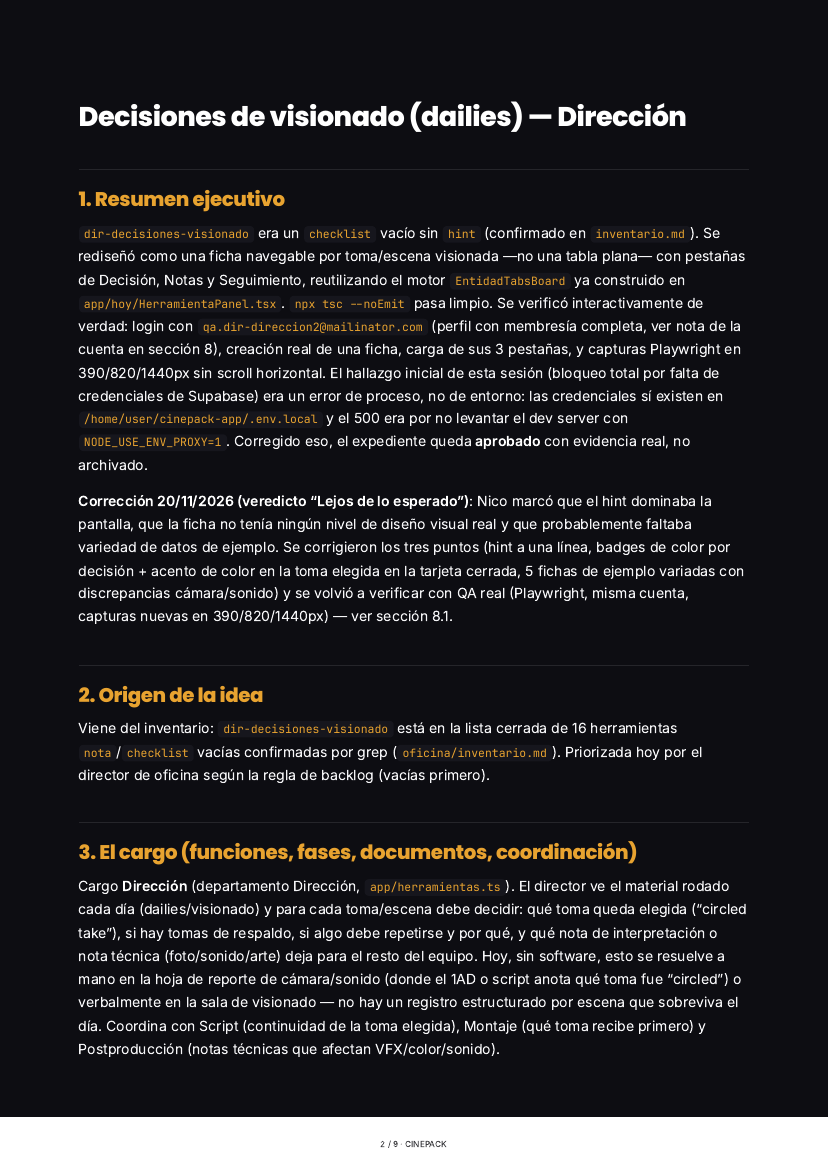 Decisiones de visionado (dailies) — Dirección
1. Resumen ejecutivo
dir-decisiones-visionado era un checklist vacío sin hint (confirmado en inventario.md ). Se
rediseñó como una ficha navegable por toma/escena visionada —no una tabla plana— con pestañas
de Decisión, Notas y Seguimiento, reutilizando el motor EntidadTabsBoard ya construido en
app/hoy/HerramientaPanel.tsx . npx tsc --noEmit pasa limpio. Se verificó interactivamente de
verdad: login con qa.dir-direccion2@mailinator.com (perfil con membresía completa, ver nota de la
cuenta en sección 8), creación real de una ficha, carga de sus 3 pestañas, y capturas Playwright en
390/820/1440px sin scroll horizontal. El hallazgo inicial de esta sesión (bloqueo total por falta de
credenciales de Supabase) era un error de proceso, no de entorno: las credenciales sí existen en
/home/user/cinepack-app/.env.local y el 500 era por no levantar el dev server con
NODE_USE_ENV_PROXY=1 . Corregido eso, el expediente queda aprobado con evidencia real, no
archivado.
Corrección 20/11/2026 (veredicto “Lejos de lo esperado”): Nico marcó que el hint dominaba la
pantalla, que la ficha no tenía ningún nivel de diseño visual real y que probablemente faltaba
variedad de datos de ejemplo. Se corrigieron los tres puntos (hint a una línea, badges de color por
decisión + acento de color en la toma elegida en la tarjeta cerrada, 5 fichas de ejemplo variadas con
discrepancias cámara/sonido) y se volvió a verificar con QA real (Playwright, misma cuenta,
capturas nuevas en 390/820/1440px) — ver sección 8.1.
2. Origen de la idea
Viene del inventario: dir-decisiones-visionado está en la lista cerrada de 16 herramientas
nota / checklist vacías confirmadas por grep ( oficina/inventario.md ). Priorizada hoy por el
director de oficina según la regla de backlog (vacías primero).
3. El cargo (funciones, fases, documentos, coordinación)
Cargo Dirección (departamento Dirección, app/herramientas.ts ). El director ve el material rodado
cada día (dailies/visionado) y para cada toma/escena debe decidir: qué toma queda elegida (“circled
take”), si hay tomas de respaldo, si algo debe repetirse y por qué, y qué nota de interpretación o
nota técnica (foto/sonido/arte) deja para el resto del equipo. Hoy, sin software, esto se resuelve a
mano en la hoja de reporte de cámara/sonido (donde el 1AD o script anota qué toma fue “circled”) o
verbalmente en la sala de visionado — no hay un registro estructurado por escena que sobreviva el
día. Coordina con Script (continuidad de la toma elegida), Montaje (qué toma recibe primero) y
Postproducción (notas técnicas que afectan VFX/color/sonido).
2 / 9 · CINEPACK